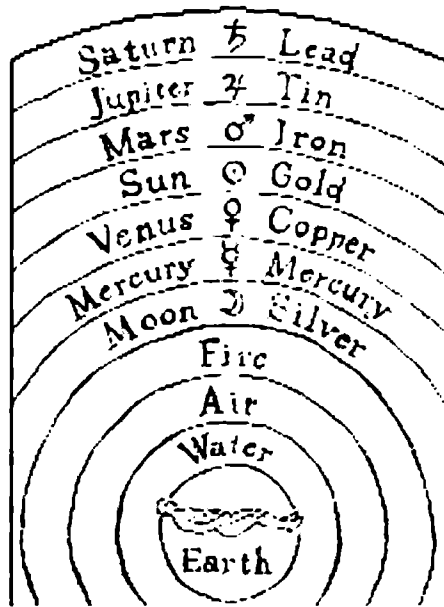 Saturn ♄ Lead
Jupiter ♃ Tin
Mars ♂ Iron
Sun ☉ Gold
Venus ♀ Copper
Mercury ☿ Mercury
Moon ☽ Silver
Fire
Air
Water
Earth